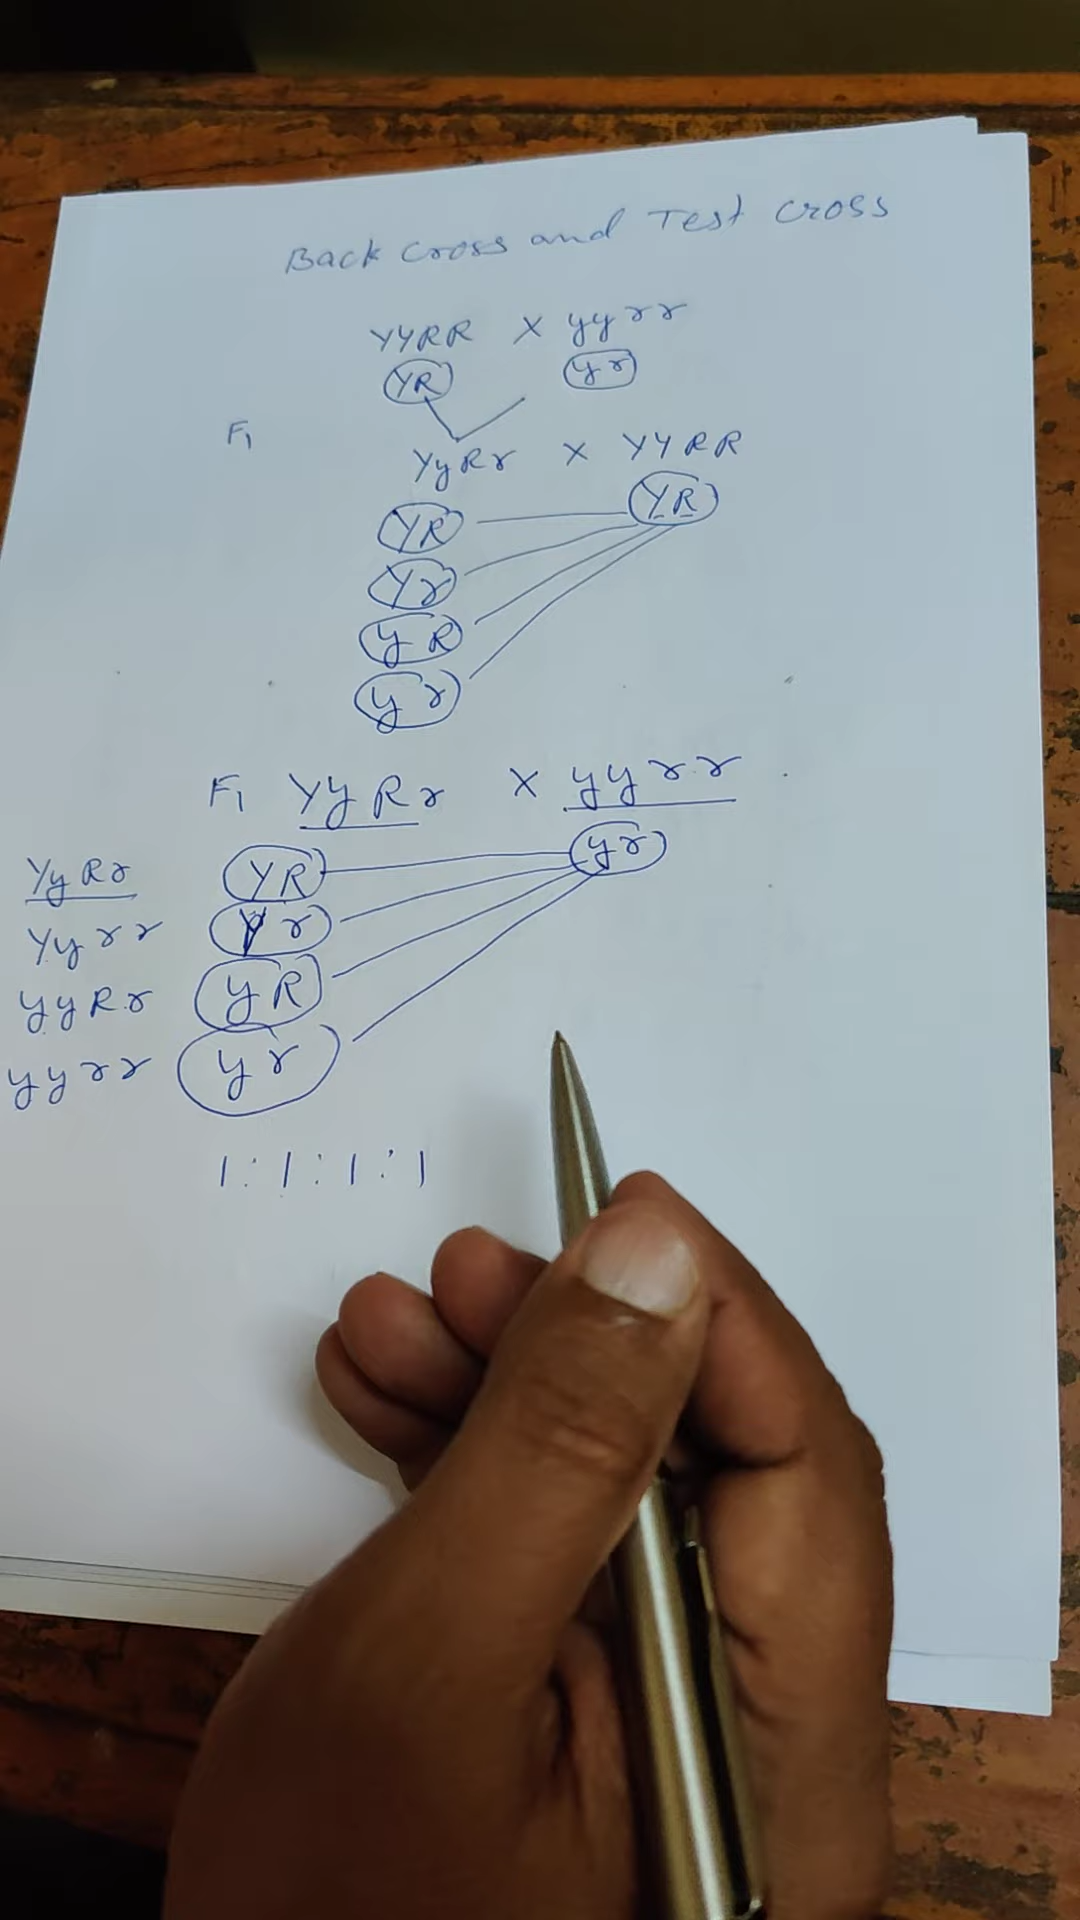 Back cross and Test cross
YYRR X yyrr
YR yr
F1
YyRr X YYRR
YR YR
Yr
yR
yr
F1 YyRr X yyrr
YyRr YR yr
Yyrr Yr
yyRr yR
yyrr yr
1:1:1:1